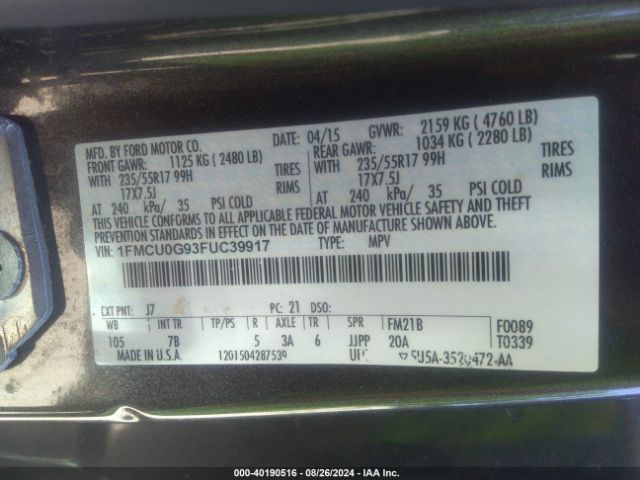 MFD. BY FORD MOTOR CO.
DATE: 04/15 GVWR: 2159 KG ( 4760 LB)
FRONT GAWR: 1125 KG ( 2480 LB) REAR GAWR: 1034 KG ( 2280 LB)
WITH 235/55R17 99H TIRES WITH 235/55R17 99H TIRES
17X7.5J RIMS 17X7.5J RIMS
AT 240 kPa/ 35 PSI COLD AT 240 kPa/ 35 PSI COLD
THIS VEHICLE CONFORMS TO ALL APPLICABLE FEDERAL MOTOR VEHICLE SAFETY AND THEFT
PREVENTION STANDARDS IN EFFECT ON THE DATE OF MANUFACTURE SHOWN ABOVE.
VIN: 1FMCU0G93FUC39917 TYPE: MPV
EXT PNT: J7 PC: 21 DSO:
WB INT TR TP/PS R AXLE TR SPR FM21B F0089
105 7B 5 3A 6 JJPP 20A T0339
MADE IN U.S.A. 1201504287539
000-40190516 - 08/26/2024 - IAA Inc.